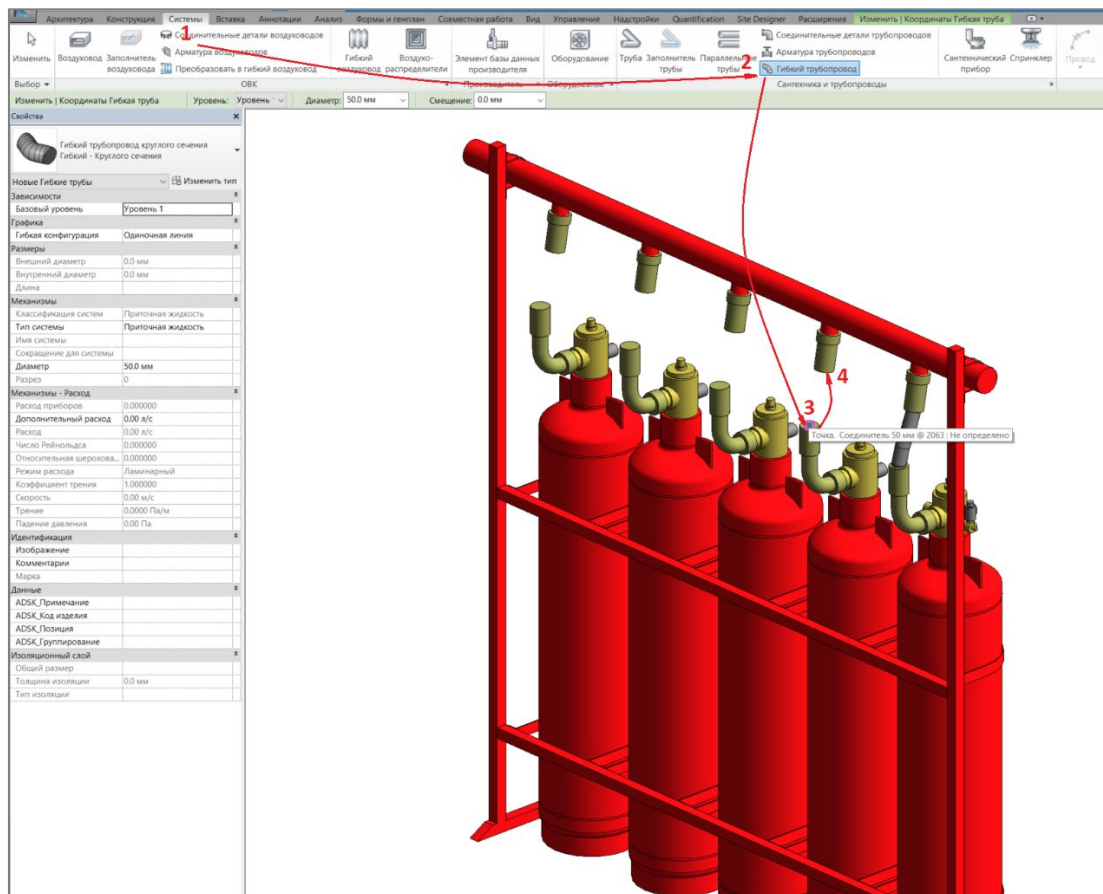 Архитектура Конструкция Системы Вставка Аннотации Анализ Формы и генплан Совместная работа Вид Управление Надстройки Quantification Site Designer Расширения Изменить | Координаты Гибкая труба
1
Соединительные детали воздуховодов
Соединительные детали трубопроводов
Арматура воздуховодов
Арматура трубопроводов
Изменить Воздуховод Заполнитель воздуховода
Преобразовать в гибкий воздуховод
Гибкий воздуховод
Воздухо-распределители
Элемент базы данных производителя
Оборудование
Труба Заполнитель трубы Параллельные трубы
2
Гибкий трубопровод
Сантехнический прибор
Спринклер
Провод
Выбор ОВК Производитель Оборудование Сантехника и трубопроводы
Изменить | Координаты Гибкая труба Уровень: Уровень Диаметр: 50.0 мм Смещение: 0.0 мм
Свойства
Гибкий трубопровод круглого сечения
Гибкий - Круглого сечения
Новые Гибкие трубы Изменить тип
Зависимости
Базовый уровень Уровень 1
Графика
Гибкая конфигурация Одиночная линия
Размеры
Внешний диаметр 0.0 мм
Внутренний диаметр 0.0 мм
Длина
Механизмы
Классификация систем Приточная жидкость
Тип системы Приточная жидкость
Имя системы
Сокращение для системы
Диаметр 50.0 мм
Разрез 0
Механизмы - Расход
Расход приборов 0.000000
Дополнительный расход 0.00 л/с
Расход 0.00 л/с
Число Рейнольдса 0.000000
Относительная шерохова... 0.000000
Режим расхода Ламинарный
Коэффициент трения 1.000000
Скорость 0.00 м/с
Трение 0.0000 Па/м
Падение давления 0.00 Па
Идентификация
Изображение
Комментарии
Марка
Данные
ADSK_Примечание
ADSK_Код изделия
ADSK_Позиция
ADSK_Группирование
Изоляционный слой
Общий размер
Толщина изоляции 0.0 мм
Тип изоляции
4
3
Точка. Соединитель 50 мм @ 2063 : Не определено